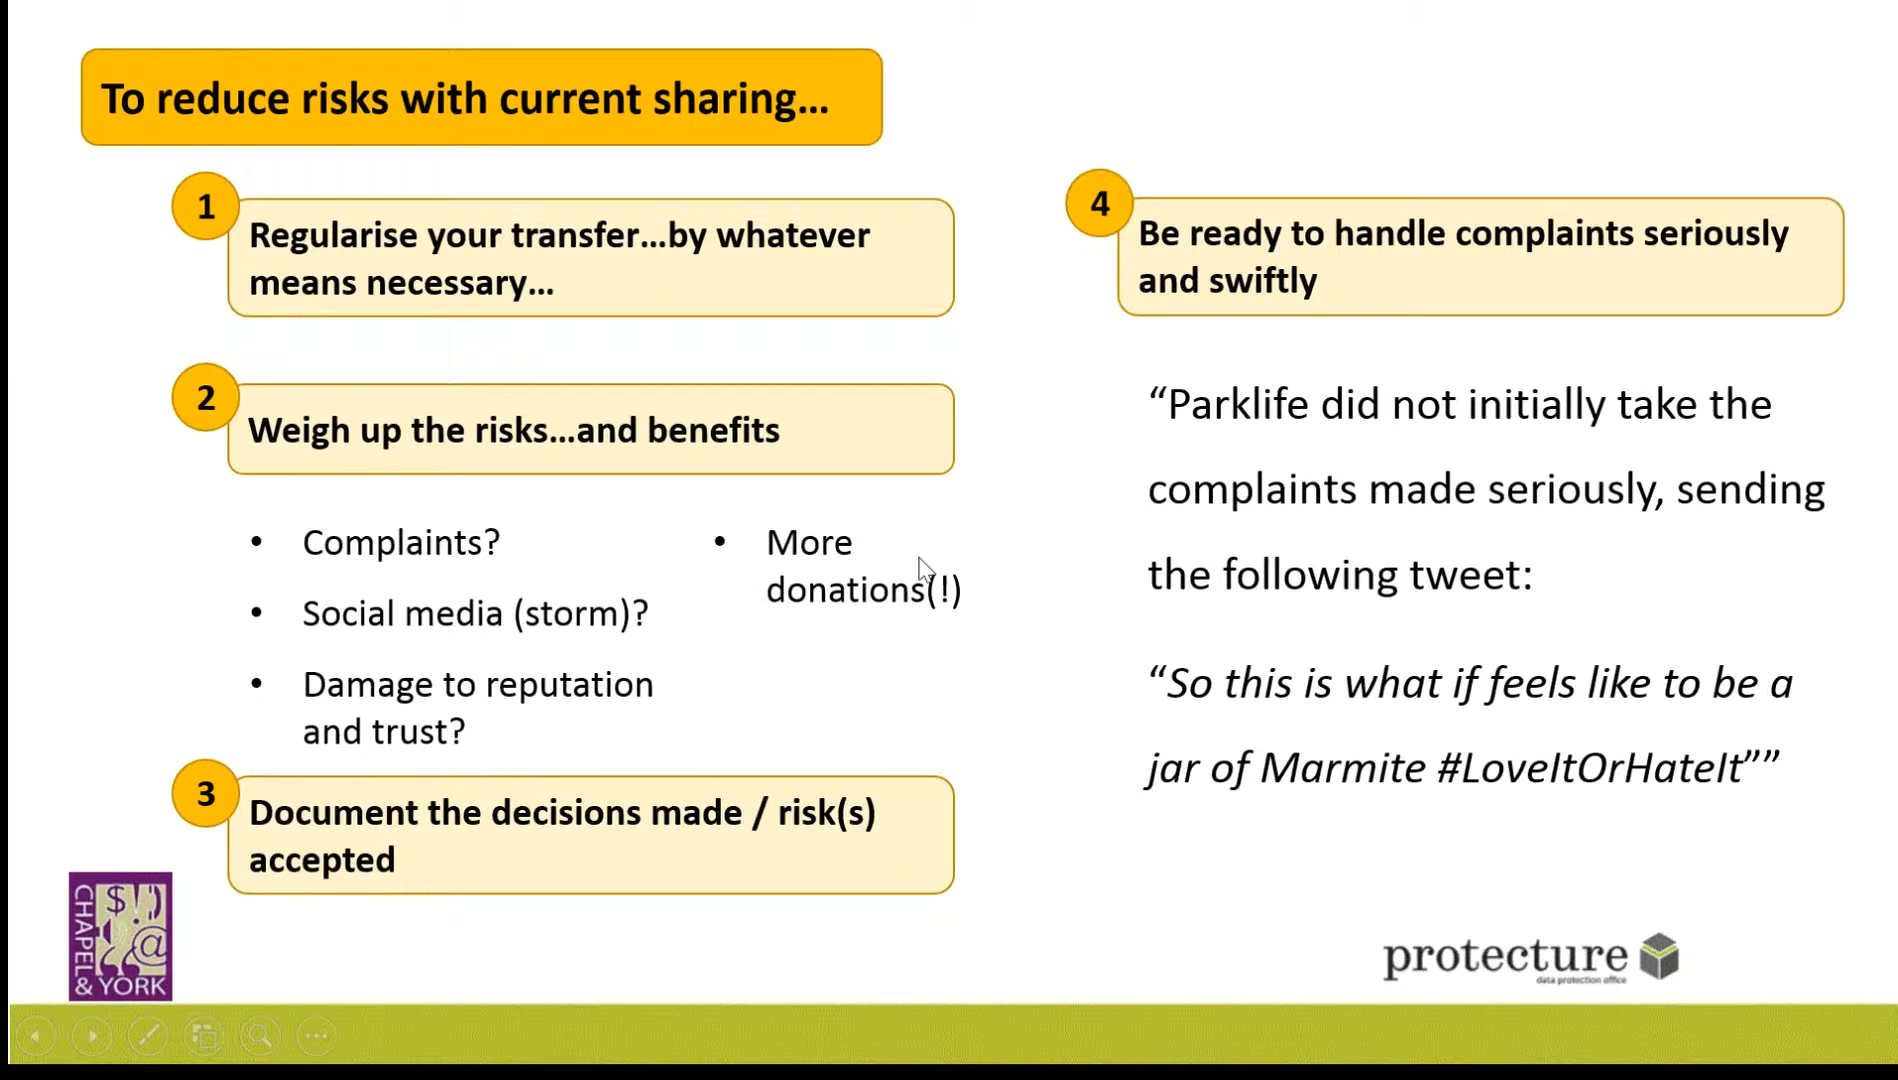 To reduce risks with current sharing...
1
Regularise your transfer...by whatever
means necessary...
2
Weigh up the risks...and benefits
• Complaints?
• Social media (storm)?
• Damage to reputation
and trust?
• More
donations(!)
3
Document the decisions made / risk(s)
accepted
4
Be ready to handle complaints seriously
and swiftly
“Parklife did not initially take the
complaints made seriously, sending
the following tweet:
“So this is what if feels like to be a
jar of Marmite #LoveItOrHateIt””
CHAPEL
& YORK
protecture
data protection office